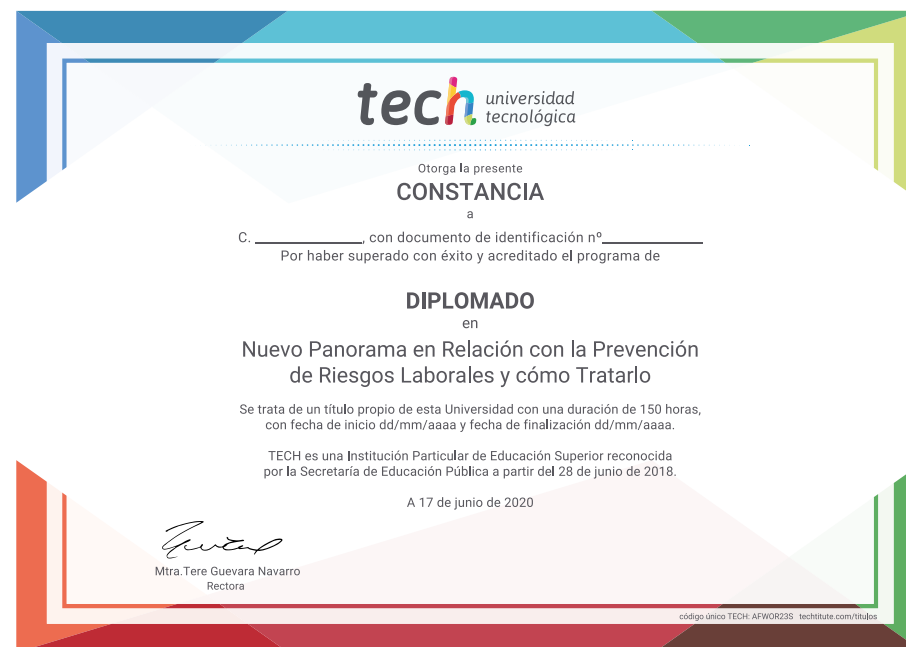 tech universidad
tecnológica
Otorga la presente
CONSTANCIA
a
C. ______________, con documento de identificación nº_____________
Por haber superado con éxito y acreditado el programa de
DIPLOMADO
en
Nuevo Panorama en Relación con la Prevención
de Riesgos Laborales y cómo Tratarlo
Se trata de un título propio de esta Universidad con una duración de 150 horas,
con fecha de inicio dd/mm/aaaa y fecha de finalización dd/mm/aaaa.
TECH es una Institución Particular de Educación Superior reconocida
por la Secretaría de Educación Pública a partir del 28 de junio de 2018.
A 17 de junio de 2020
Mtra.Tere Guevara Navarro
Rectora
código único TECH: AFWOR23S techtitute.com/titulos